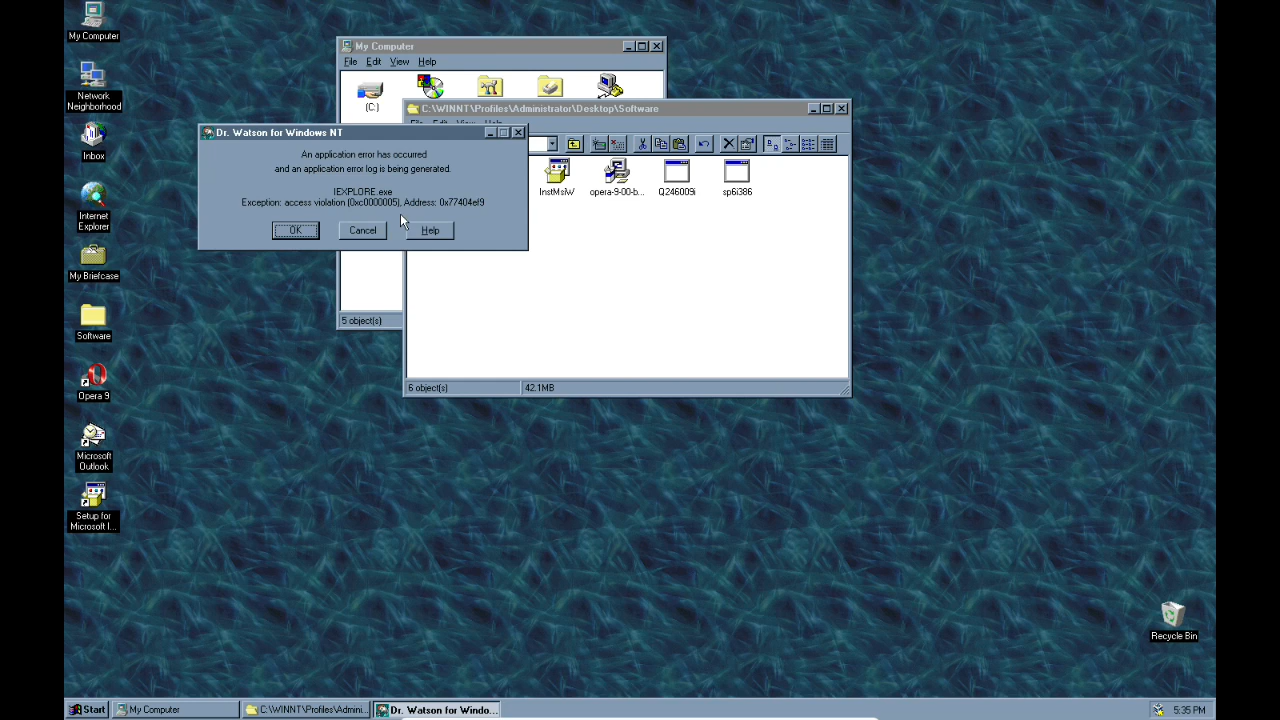 My Computer
Network
Neighborhood
Inbox
Internet
Explorer
My Briefcase
Software
Opera 9
Microsoft
Outlook
Setup for
Microsoft I...
My Computer
File Edit View Help
(C:)
5 object(s)
C:\WINNT\Profiles\Administrator\Desktop\Software
File Edit View Help
InstMsiW
opera-9-00-b...
Q246009i
sp6i386
6 object(s)
42.1MB
Dr. Watson for Windows NT
An application error has occurred
and an application error log is being generated.
IEXPLORE.exe
Exception: access violation (0xc0000005), Address: 0x77404ef9
OK
Cancel
Help
Recycle Bin
Start
My Computer
C:\WINNT\Profiles\Admini...
Dr. Watson for Windo...
5:35 PM